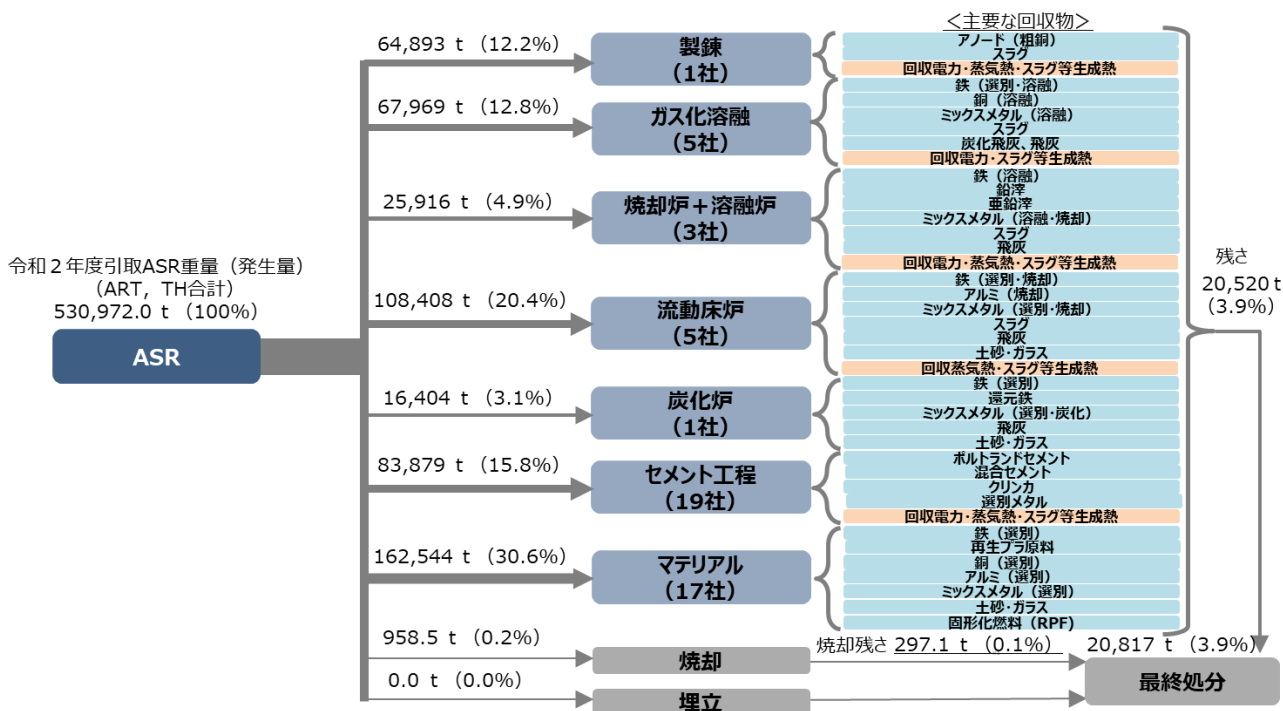 令和２年度引取ASR重量（発生量）
（ART，TH合計）
530,972.0 t （100%）
ASR
64,893 t （12.2%）
製錬
（1社）
67,969 t （12.8%）
ガス化溶融
（5社）
25,916 t （4.9%）
焼却炉＋溶融炉
（3社）
108,408 t （20.4%）
流動床炉
（5社）
16,404 t （3.1%）
炭化炉
（1社）
83,879 t （15.8%）
セメント工程
（19社）
162,544 t （30.6%）
マテリアル
（17社）
958.5 t （0.2%）
焼却
0.0 t （0.0%）
埋立
＜主要な回収物＞
アノード（粗銅）
スラグ
回収電力・蒸気熱・スラグ等生成熱
鉄（選別・溶融）
銅（溶融）
ミックスメタル（溶融）
スラグ
炭化飛灰、飛灰
回収電力・スラグ等生成熱
鉄（溶融）
鉛滓
亜鉛滓
ミックスメタル（溶融・焼却）
スラグ
飛灰
回収電力・蒸気熱・スラグ等生成熱
鉄（選別・焼却）
アルミ（焼却）
ミックスメタル（選別・焼却）
スラグ
飛灰
土砂・ガラス
回収蒸気熱・スラグ等生成熱
鉄（選別）
還元鉄
ミックスメタル（選別・炭化）
飛灰
土砂・ガラス
ポルトランドセメント
混合セメント
クリンカ
選別メタル
回収電力・蒸気熱・スラグ等生成熱
鉄（選別）
再生プラ原料
銅（選別）
アルミ（選別）
ミックスメタル（選別）
土砂・ガラス
固形化燃料（RPF）
残さ
20,520 t
（3.9%）
焼却残さ 297.1 t （0.1%）
20,817 t （3.9%）
最終処分